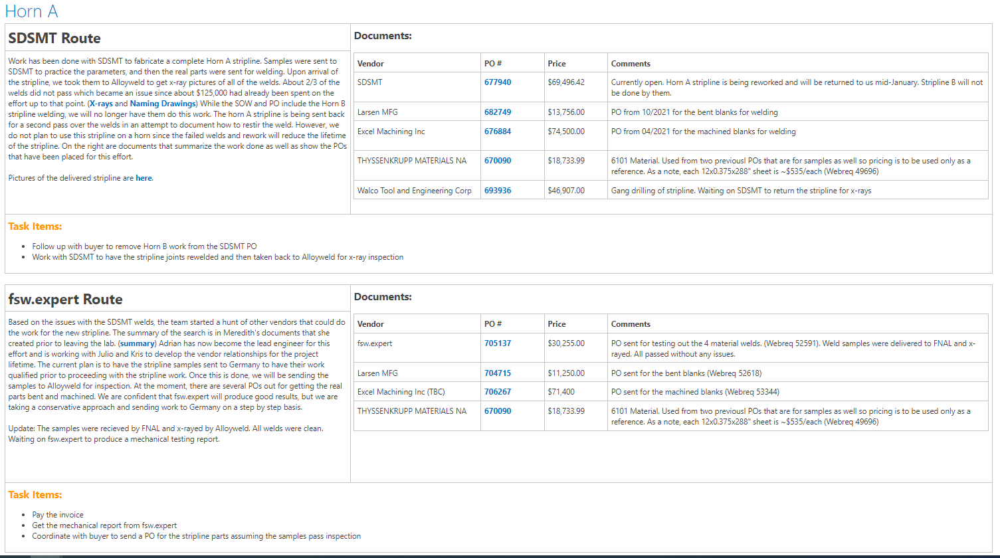 Horn A
SDSMT Route
Work has been done with SDSMT to fabricate a complete Horn A stripline. Samples were sent to
SDSMT to practice the parameters, and then the real parts were sent for welding. Upon arrival of
the stripline, we took them to Alloyweld to get x-ray pictures of all of the welds. About 2/3 of the
welds did not pass which became an issue since about $125,000 had already been spent on the
effort up to that point. (X-rays and Naming Drawings) While the SOW and PO include the Horn B
stripline welding, we will no longer have them do this work. The horn A stripline is being sent back
for a second pass over the welds in an attempt to document how to restir the weld. However, we
do not plan to use this stripline on a horn since the failed welds and rework will reduce the lifetime
of the stripline. On the right are documents that summarize the work done as well as show the POs
that have been placed for this effort.
Pictures of the delivered stripline are here.
Documents:
Vendor PO # Price Comments
SDSMT 677940 $69,496.42 Currently open. Horn A stripline is being reworked and will be returned to us mid-January. Stripline B will not
be done by them.
Larsen MFG 682749 $13,756.00 PO from 10/2021 for the bent blanks for welding
Excel Machining Inc 676884 $74,500.00 PO from 04/2021 for the machined blanks for welding
THYSSENKRUPP MATERIALS NA 670090 $18,733.99 6101 Material. Used from two previousl POs that are for samples as well so pricing is to be used only as a
reference. As a note, each 12x0.375x288" sheet is ~$535/each (Webreq 49696)
Walco Tool and Engineering Corp 693936 $46,907.00 Gang drilling of stripline. Waiting on SDSMT to return the stripline for x-rays
Task Items:
• Follow up with buyer to remove Horn B work from the SDSMT PO
• Work with SDSMT to have the stripline joints rewelded and then taken back to Alloyweld for x-ray inspection
fsw.expert Route
Based on the issues with the SDSMT welds, the team started a hunt of other vendors that could do
the work for the new stripline. The summary of the search is in Meredith's documents that she
created prior to leaving the lab. (summary) Adrian has now become the lead engineer for this
effort and is working with Julio and Kris to develop the vendor relationships for the project
lifetime. The current plan is to have the stripline samples sent to Germany to have their work
qualified prior to proceeding with the stripline work. Once this is done, we will be sending the
samples to Alloyweld for inspection. At the moment, there are several POs out for getting the real
parts bent and machined. We are confident that fsw.expert will produce good results, but we are
taking a conservative approach and sending work to Germany on a step by step basis.
Update: The samples were recieved by FNAL and x-rayed by Alloyweld. All welds were clean.
Waiting on fsw.expert to produce a mechanical testing report.
Documents:
Vendor PO # Price Comments
fsw.expert 705137 $30,255.00 PO sent for testing out the 4 material welds. (Webreq 52591). Weld samples were delivered to FNAL and x-
rayed. All passed without any issues.
Larsen MFG 704715 $11,250.00 PO sent for the bent blanks (Webreq 52618)
Excel Machining Inc (TBC) 706267 $71,400 PO sent for the machined blanks (Webreq 53344)
THYSSENKRUPP MATERIALS NA 670090 $18,733.99 6101 Material. Used from two previousl POs that are for samples as well so pricing is to be used only as a
reference. As a note, each 12x0.375x288" sheet is ~$535/each (Webreq 49696)
Task Items:
• Pay the invoice
• Get the mechanical report from fsw.expert
• Coordinate with buyer to send a PO for the stripline parts assuming the samples pass inspection